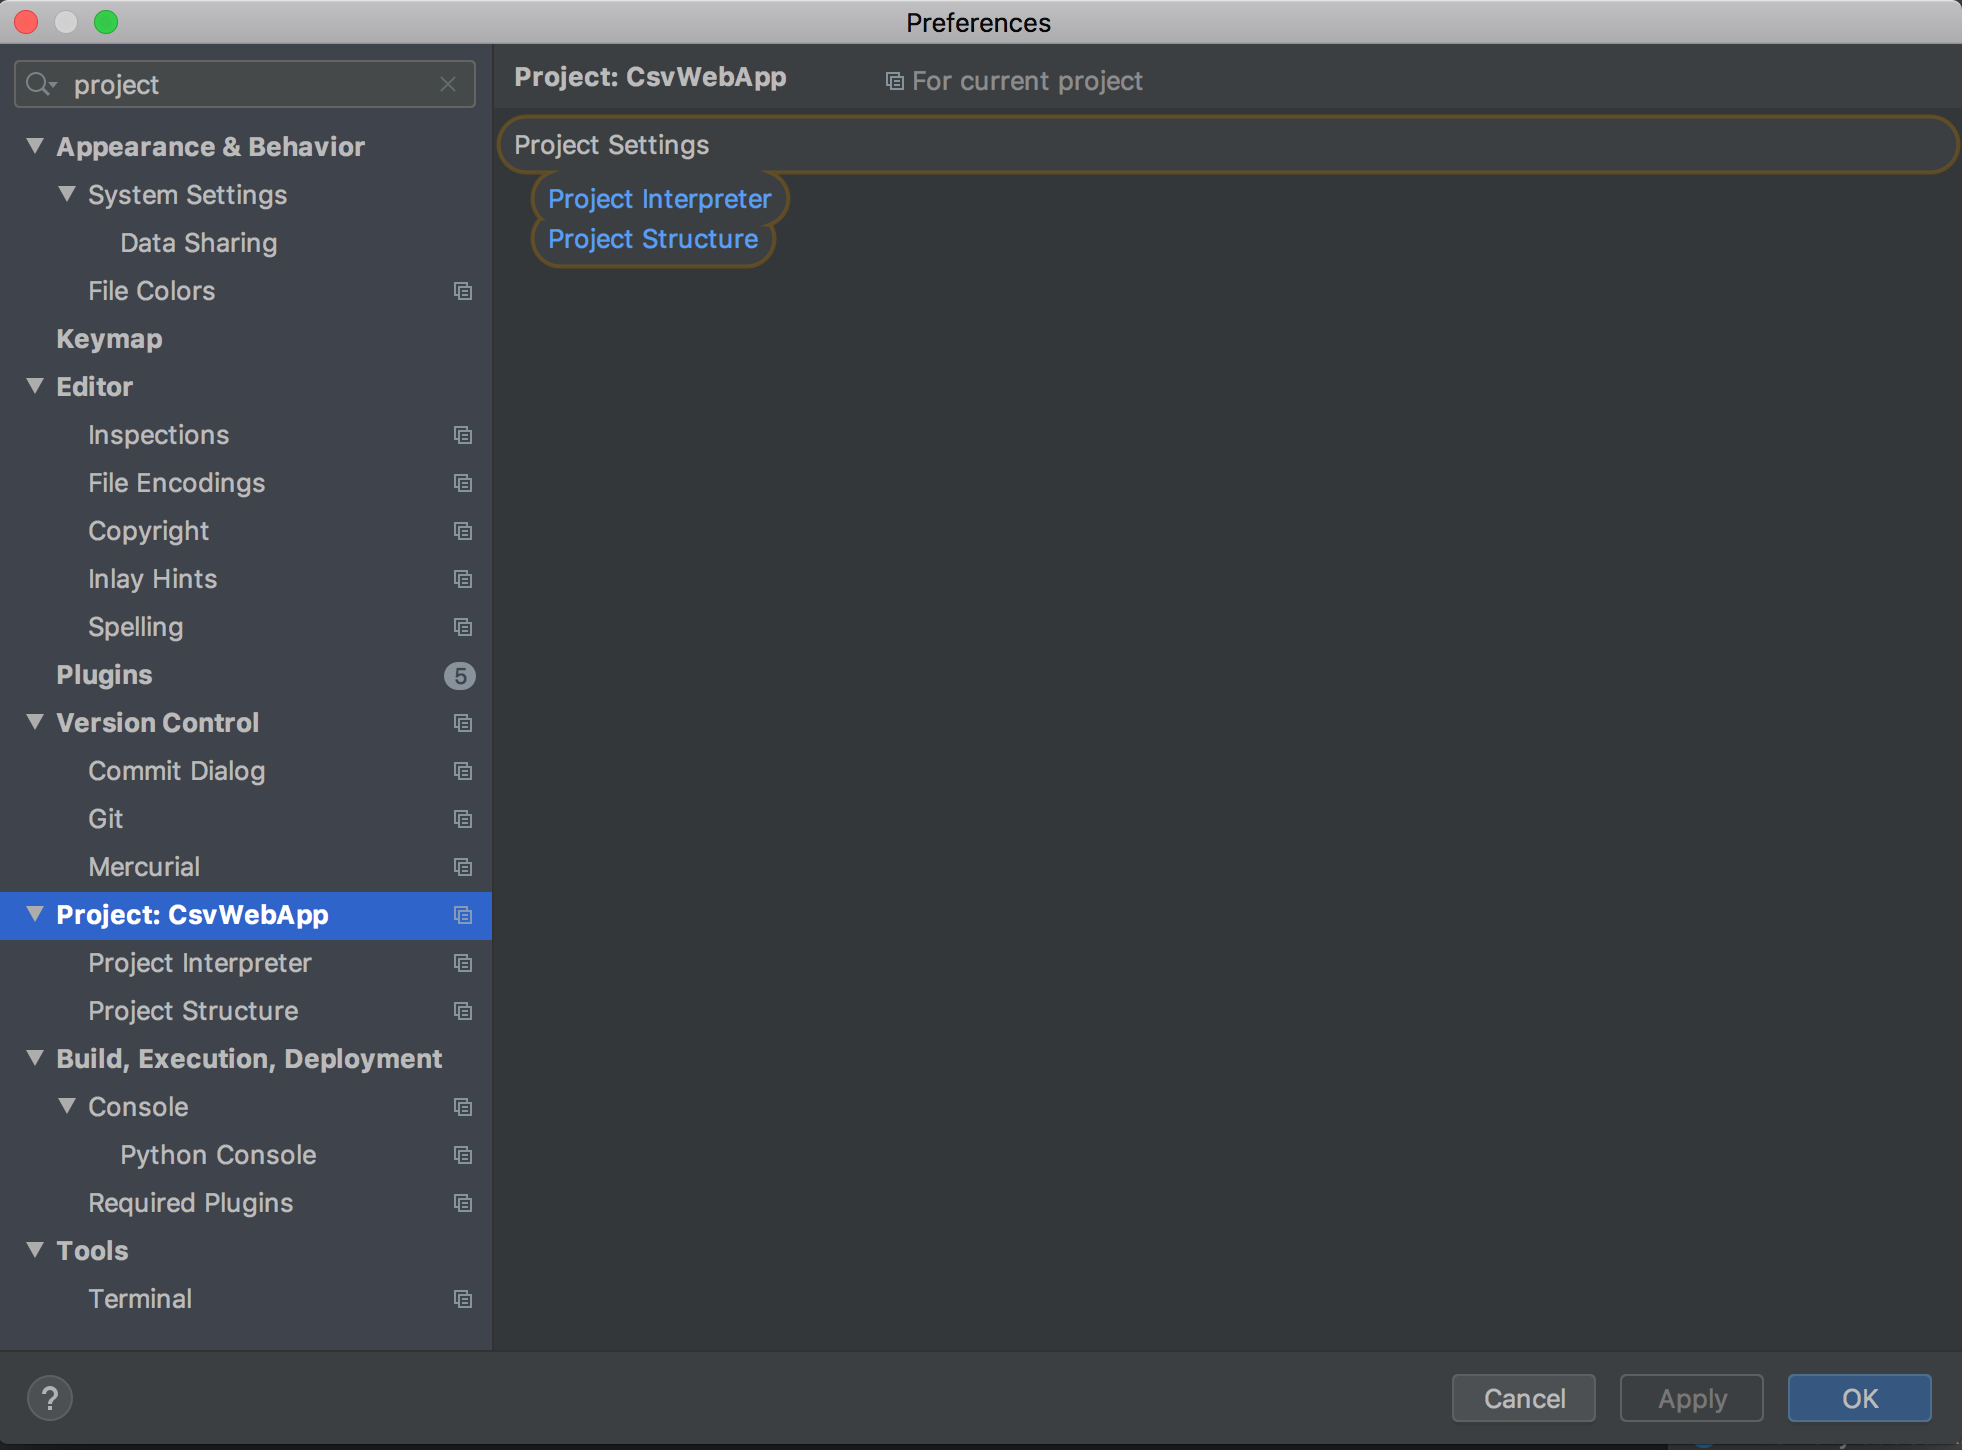 Preferences
project
Project: CsvWebApp
For current project
Appearance & Behavior
System Settings
Data Sharing
File Colors
Keymap
Editor
Inspections
File Encodings
Copyright
Inlay Hints
Spelling
Plugins
5
Version Control
Commit Dialog
Git
Mercurial
Project: CsvWebApp
Project Interpreter
Project Structure
Build, Execution, Deployment
Console
Python Console
Required Plugins
Tools
Terminal
Project Settings
Project Interpreter
Project Structure
?
Cancel
Apply
OK